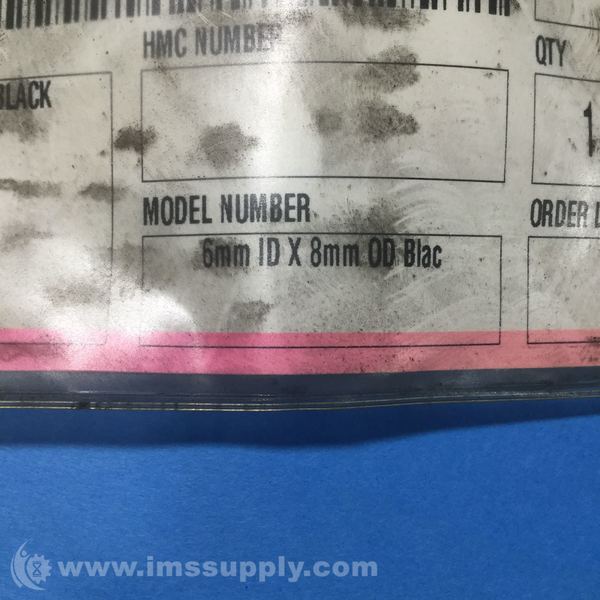 HMC NUMBER
QTY
BLACK
1
MODEL NUMBER
ORDER
6mm ID X 8mm OD Blac
www.imssupply.com